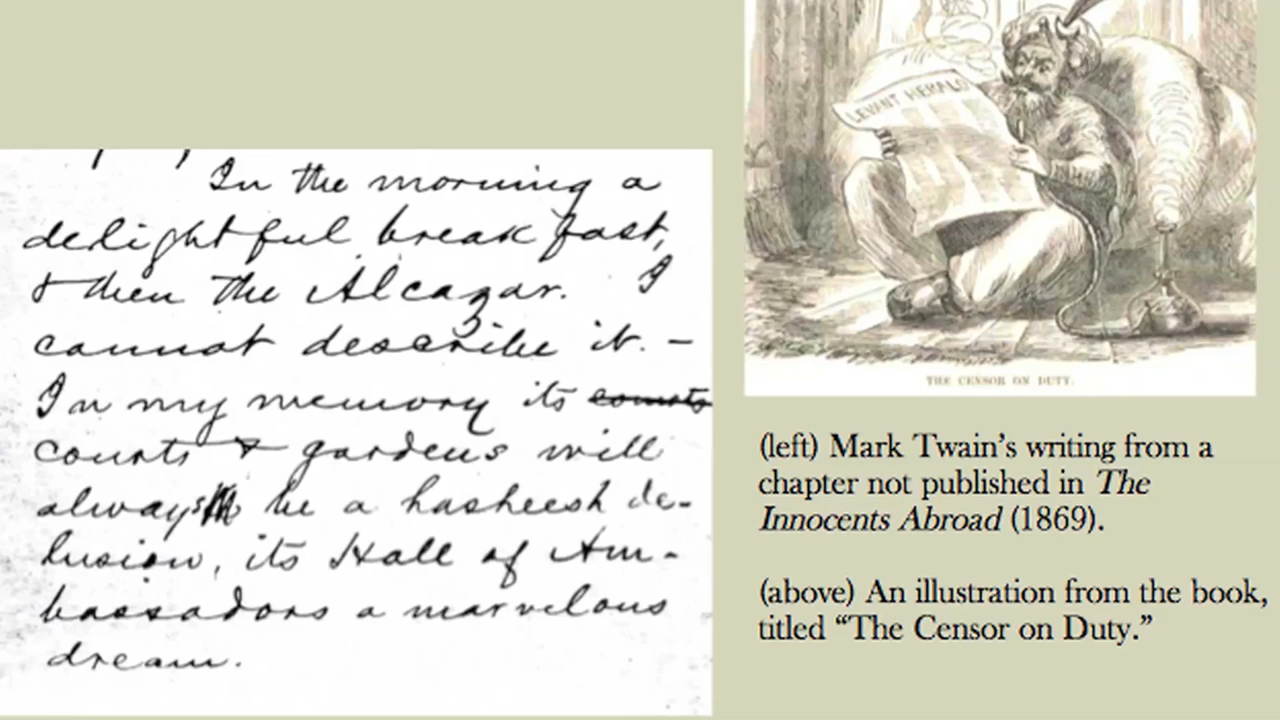 In the morning a
delightful breakfast,
& then the Alcazar. I
cannot describe it. –
In my memory its courts
courts & gardens will
always be a hasheesh de-
lusion, its Hall of Am-
bassadors a marvelous
dream.
LEVANT HERALD
THE CENSOR ON DUTY.
(left) Mark Twain’s writing from a
chapter not published in The
Innocents Abroad (1869).
(above) An illustration from the book,
titled “The Censor on Duty.”